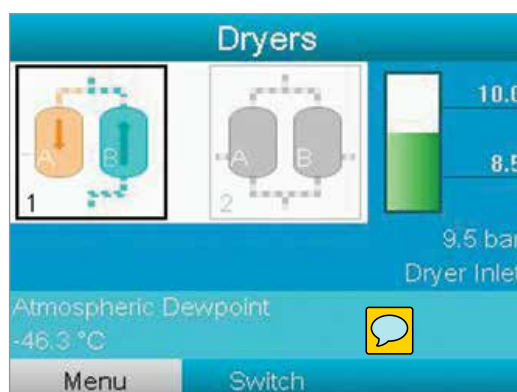 Dryers
A B
1
A B
2
10.0
8.5
9.5 bar
Dryer Inlet
Atmospheric Dewpoint
-46.3 °C
Menu Switch